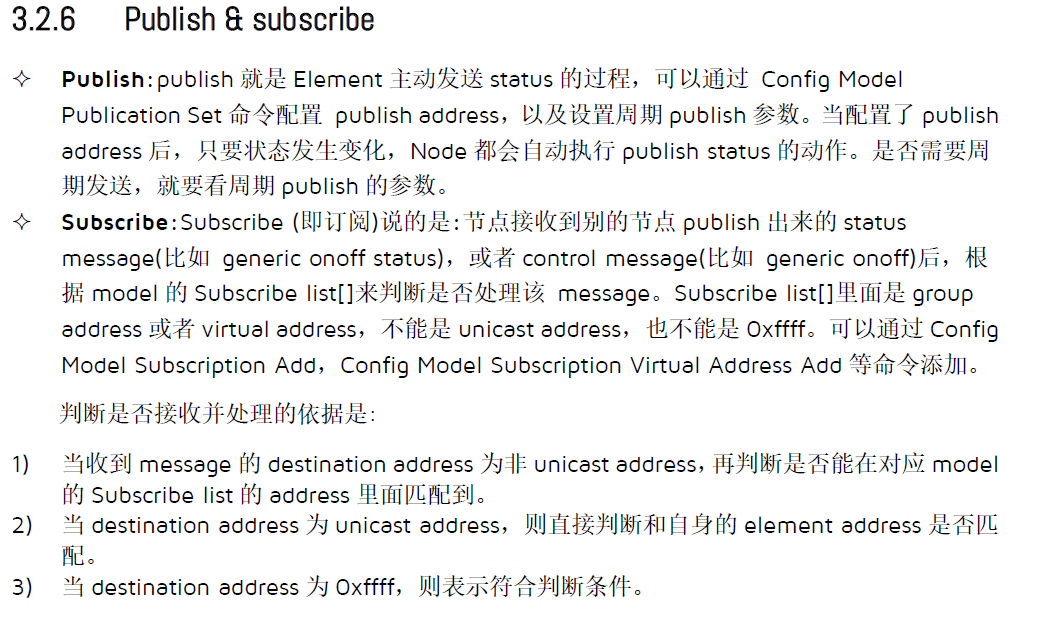 3.2.6 Publish & subscribe
✧ Publish:publish 就是 Element 主动发送 status 的过程，可以通过 Config Model
Publication Set 命令配置 publish address，以及设置周期 publish 参数。当配置了 publish
address 后，只要状态发生变化，Node 都会自动执行 publish status 的动作。是否需要周
期发送，就要看周期 publish 的参数。
✧ Subscribe:Subscribe (即订阅)说的是:节点接收到别的节点 publish 出来的 status
message(比如 generic onoff status)，或者 control message(比如 generic onoff)后，根
据 model 的 Subscribe list[]来判断是否处理该 message。Subscribe list[]里面是 group
address 或者 virtual address，不能是 unicast address，也不能是 0xffff。可以通过 Config
Model Subscription Add，Config Model Subscription Virtual Address Add 等命令添加。
判断是否接收并处理的依据是:
1) 当收到 message 的 destination address 为非 unicast address，再判断是否能在对应 model
的 Subscribe list 的 address 里面匹配到。
2) 当 destination address 为 unicast address，则直接判断和自身的 element address 是否匹
配。
3) 当 destination address 为 0xffff，则表示符合判断条件。